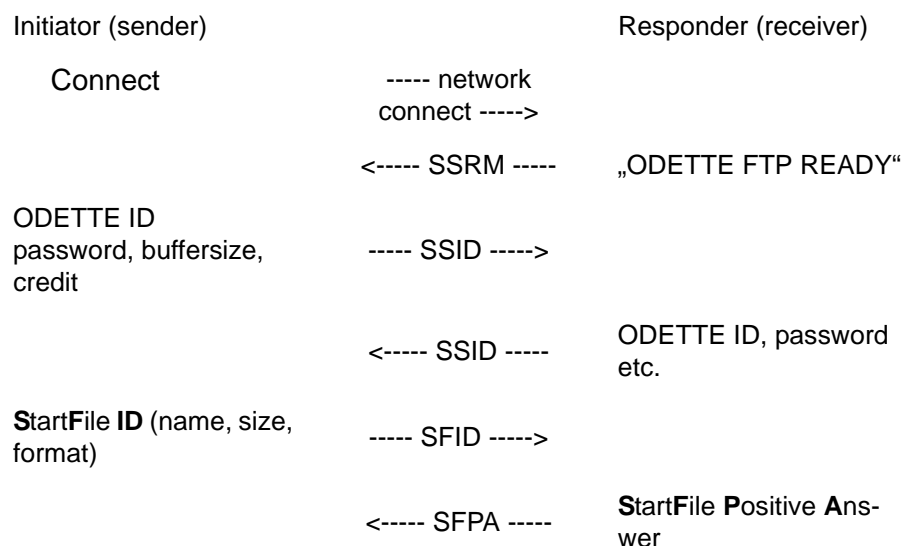 Initiator (sender) Responder (receiver)
Connect ----- network
connect ----->
<----- SSRM ----- „ODETTE FTP READY“
ODETTE ID
password, buffersize, ----- SSID ----->
credit
<----- SSID ----- ODETTE ID, password
etc.
StartFile ID (name, size,
format) ----- SFID ----->
<----- SFPA ----- StartFile Positive Ans-
wer